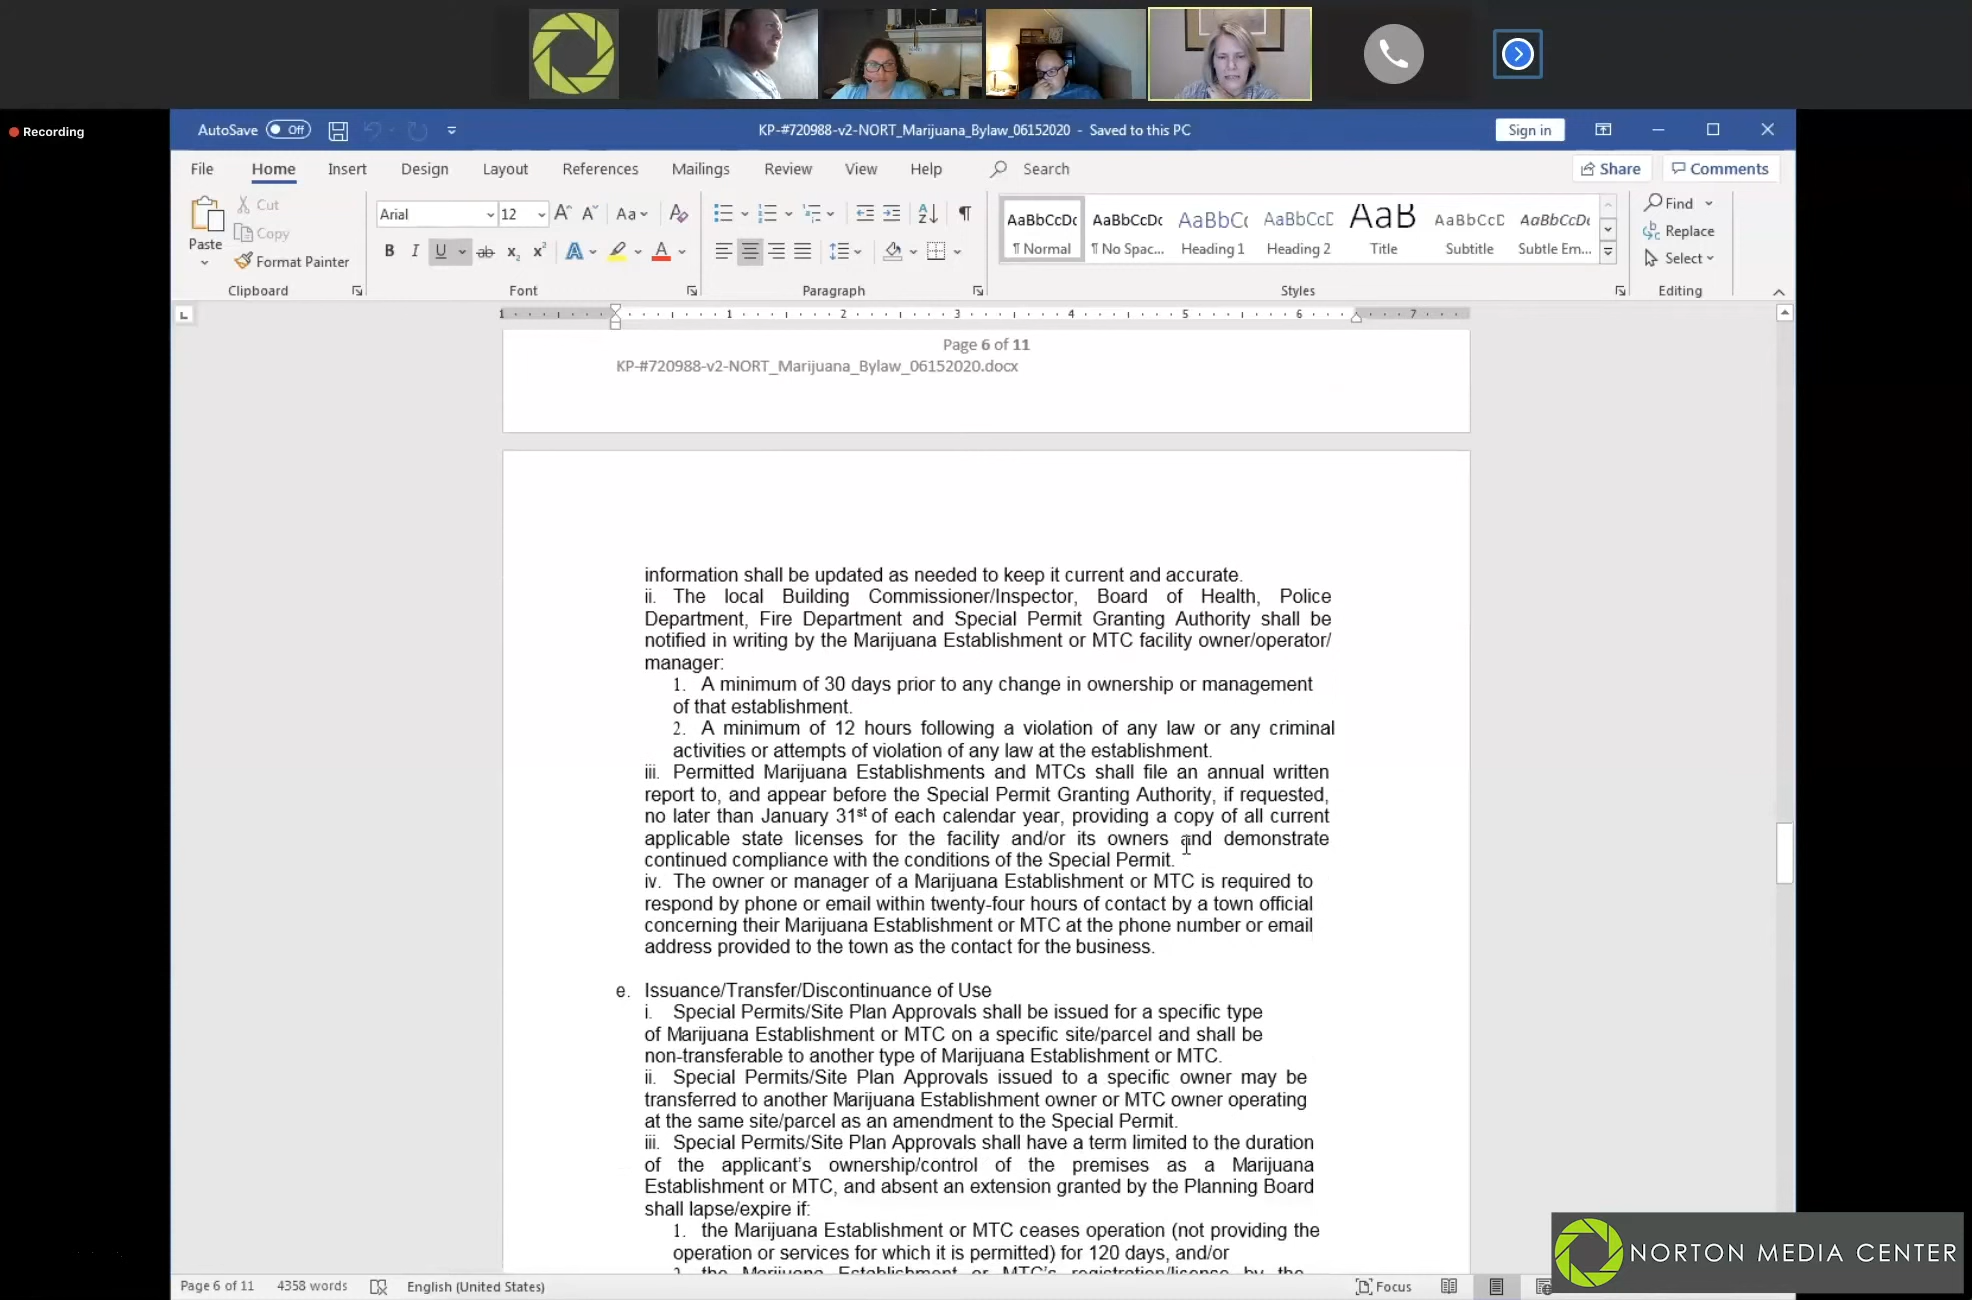 Recording
AutoSave Off
KP-#720988-v2-NORT_Marijuana_Bylaw_06152020 - Saved to this PC
Sign in
File Home Insert Design Layout References Mailings Review View Help Search
Share Comments
Paste
Cut
Copy
Format Painter
Clipboard
Arial 12
Font
Paragraph
AaBbCcDc AaBbCcDc AaBbC AaBbCcD AaB AaBbCcD AaBbCcDc
¶ Normal ¶ No Spac... Heading 1 Heading 2 Title Subtitle Subtle Em...
Styles
Find
Replace
Select
Editing
1 1 2 3 4 5 6 7
Page 6 of 11
KP-#720988-v2-NORT_Marijuana_Bylaw_06152020.docx
information shall be updated as needed to keep it current and accurate.
ii. The local Building Commissioner/Inspector, Board of Health, Police
Department, Fire Department and Special Permit Granting Authority shall be
notified in writing by the Marijuana Establishment or MTC facility owner/operator/
manager:
1. A minimum of 30 days prior to any change in ownership or management
of that establishment.
2. A minimum of 12 hours following a violation of any law or any criminal
activities or attempts of violation of any law at the establishment.
iii. Permitted Marijuana Establishments and MTCs shall file an annual written
report to, and appear before the Special Permit Granting Authority, if requested,
no later than January 31st of each calendar year, providing a copy of all current
applicable state licenses for the facility and/or its owners and demonstrate
continued compliance with the conditions of the Special Permit.
iv. The owner or manager of a Marijuana Establishment or MTC is required to
respond by phone or email within twenty-four hours of contact by a town official
concerning their Marijuana Establishment or MTC at the phone number or email
address provided to the town as the contact for the business.
e. Issuance/Transfer/Discontinuance of Use
i. Special Permits/Site Plan Approvals shall be issued for a specific type
of Marijuana Establishment or MTC on a specific site/parcel and shall be
non-transferable to another type of Marijuana Establishment or MTC.
ii. Special Permits/Site Plan Approvals issued to a specific owner may be
transferred to another Marijuana Establishment owner or MTC owner operating
at the same site/parcel as an amendment to the Special Permit.
iii. Special Permits/Site Plan Approvals shall have a term limited to the duration
of the applicant's ownership/control of the premises as a Marijuana
Establishment or MTC, and absent an extension granted by the Planning Board
shall lapse/expire if:
1. the Marijuana Establishment or MTC ceases operation (not providing the
operation or services for which it is permitted) for 120 days, and/or
the Marijuana Establishment or MTC's registration/license by the
Page 6 of 11 4358 words English (United States) Focus
NORTON MEDIA CENTER